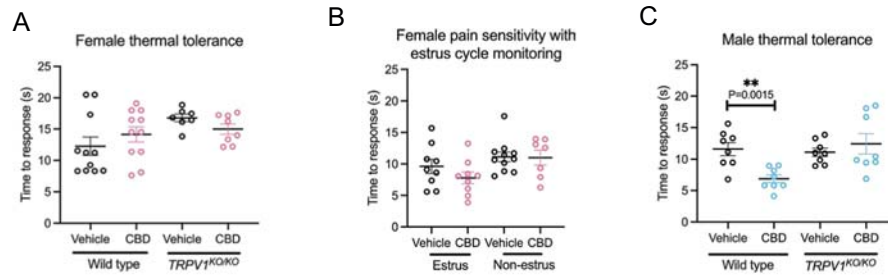 A
Female thermal tolerance
Time to response (s)
25
20
15
10
5
0
Vehicle CBD Vehicle CBD
Wild type TRPV1KO/KO
B
Female pain sensitivity with
estrus cycle monitoring
Time to response (s)
25
20
15
10
5
0
Vehicle CBD Vehicle CBD
Estrus Non-estrus
C
Male thermal tolerance
Time to response (s)
25
20
15
10
5
0
**
P=0.0015
Vehicle CBD Vehicle CBD
Wild type TRPV1KO/KO